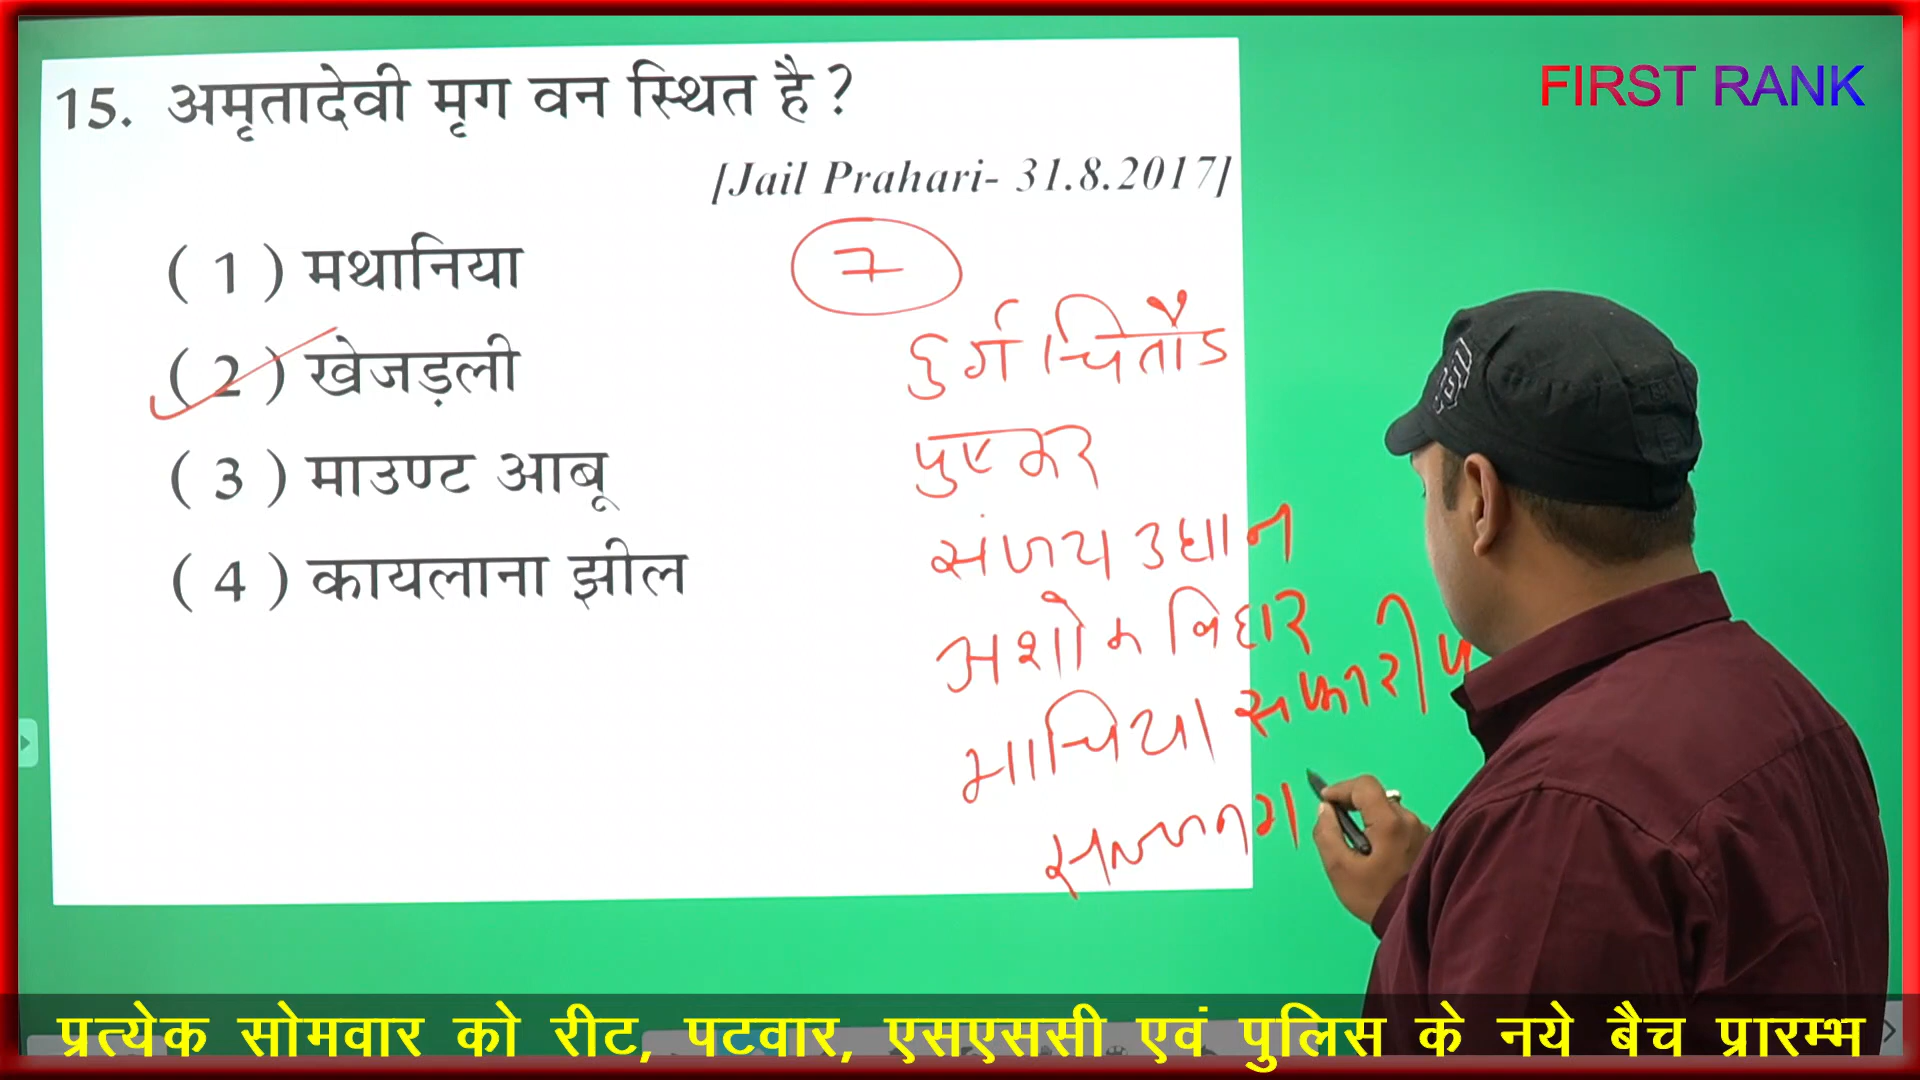 FIRST RANK
15. अमृतादेवी मृग वन स्थित है ?
[Jail Prahari- 31.8.2017]
( 1 ) मथानिया
( 2 ) खेजड़ली
( 3 ) माउण्ट आबू
( 4 ) कायलाना झील
7
दुर्ग चितौड
पुष्कर
संजय उद्यान
अशोक विहार
माचिया सफारी
प्रत्येक सोमवार को रीट, पटवार, एसएससी एवं पुलिस के नये बैच प्रारम्भ